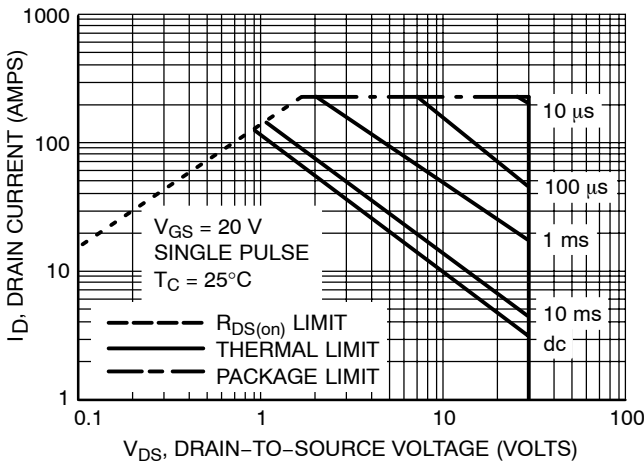 1000
100
10
1
I_D, DRAIN CURRENT (AMPS)
10 µs
100 µs
1 ms
10 ms
dc
V_GS = 20 V
SINGLE PULSE
T_C = 25°C
R_DS(on) LIMIT
THERMAL LIMIT
PACKAGE LIMIT
0.1
1
10
100
V_DS, DRAIN−TO−SOURCE VOLTAGE (VOLTS)